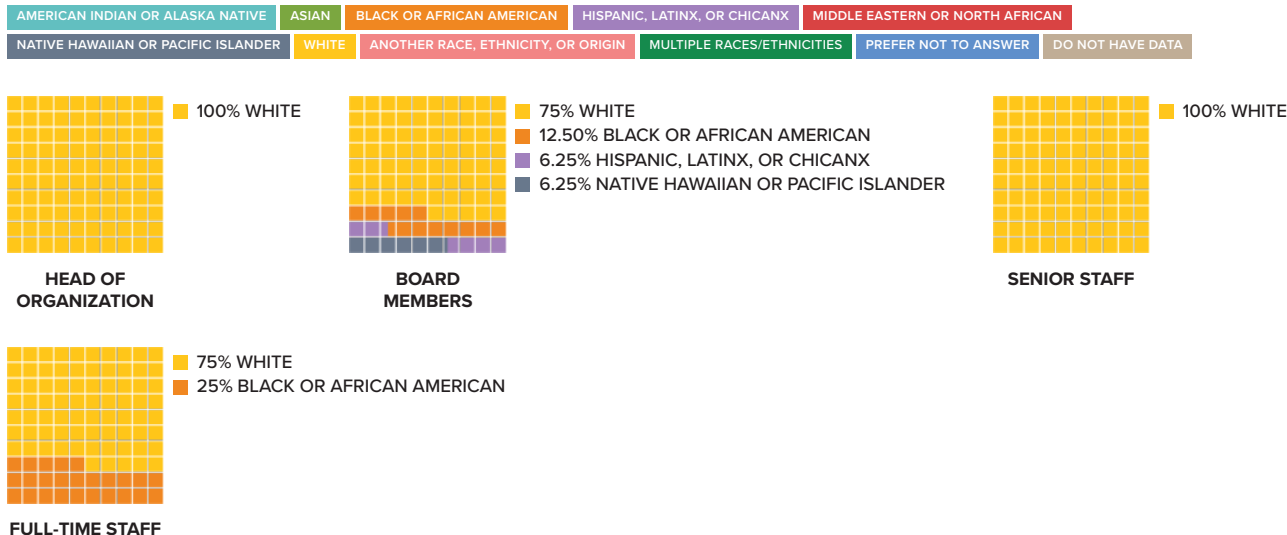 AMERICAN INDIAN OR ALASKA NATIVE ASIAN BLACK OR AFRICAN AMERICAN HISPANIC, LATINX, OR CHICANX MIDDLE EASTERN OR NORTH AFRICAN
NATIVE HAWAIIAN OR PACIFIC ISLANDER WHITE ANOTHER RACE, ETHNICITY, OR ORIGIN MULTIPLE RACES/ETHNICITIES PREFER NOT TO ANSWER DO NOT HAVE DATA
100% WHITE
HEAD OF
ORGANIZATION
75% WHITE
12.50% BLACK OR AFRICAN AMERICAN
6.25% HISPANIC, LATINX, OR CHICANX
6.25% NATIVE HAWAIIAN OR PACIFIC ISLANDER
BOARD
MEMBERS
100% WHITE
SENIOR STAFF
75% WHITE
25% BLACK OR AFRICAN AMERICAN
FULL-TIME STAFF